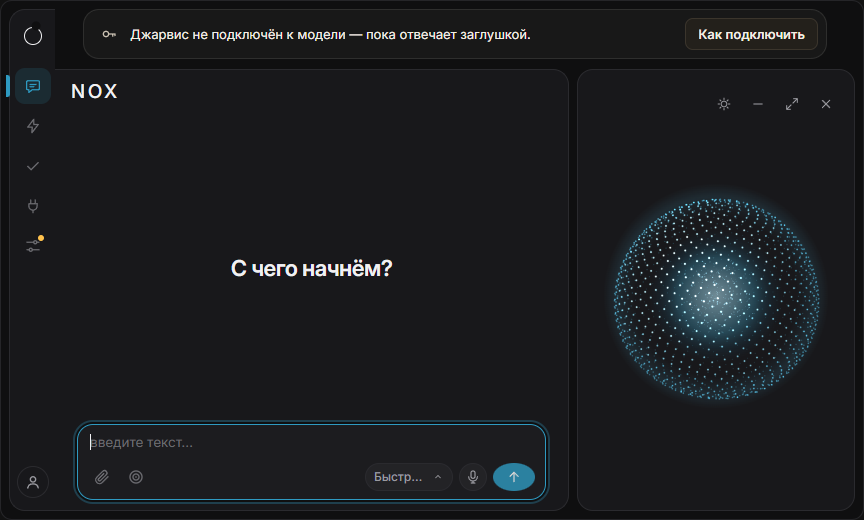 Джарвис не подключён к модели — пока отвечает заглушкой.
Как подключить
NOX
С чего начнём?
введите текст...
Быстр...